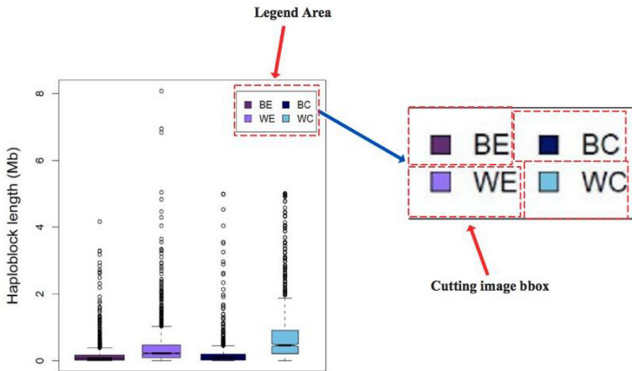 Legend Area
Haploblock length (Mb)
8
6
4
2
0
BE BC
WE WC
BE BC
WE WC
Cutting image bbox